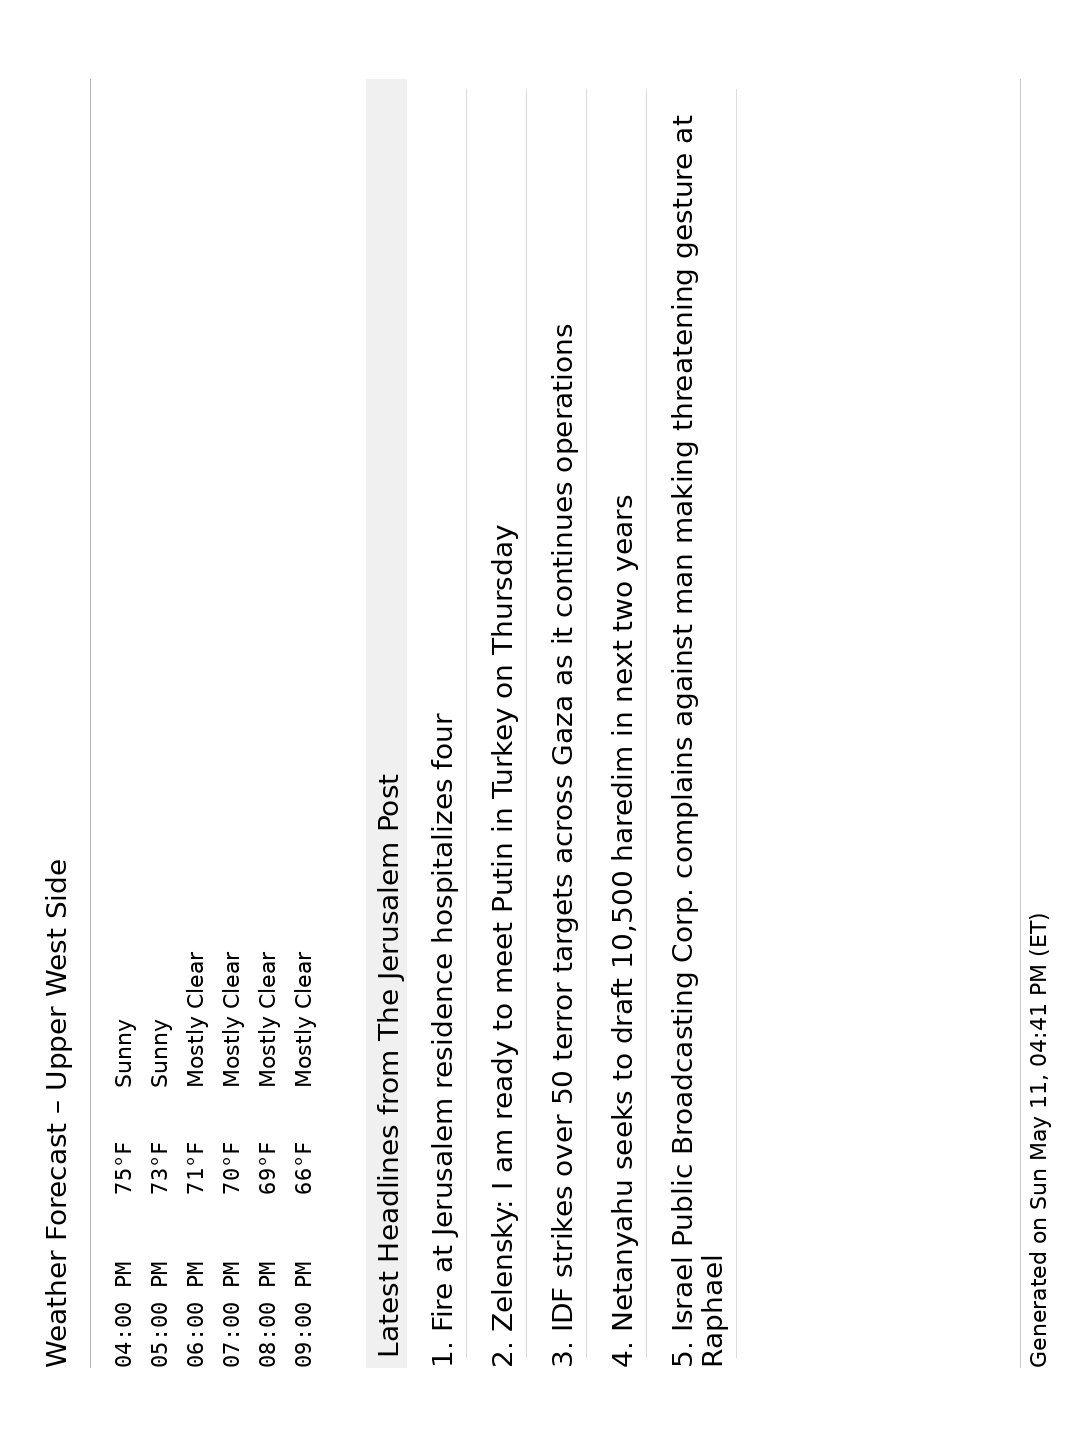 Weather Forecast – Upper West Side
04:00 PM 75°F Sunny
05:00 PM 73°F Sunny
06:00 PM 71°F Mostly Clear
07:00 PM 70°F Mostly Clear
08:00 PM 69°F Mostly Clear
09:00 PM 66°F Mostly Clear
Latest Headlines from The Jerusalem Post
1. Fire at Jerusalem residence hospitalizes four
2. Zelensky: I am ready to meet Putin in Turkey on Thursday
3. IDF strikes over 50 terror targets across Gaza as it continues operations
4. Netanyahu seeks to draft 10,500 haredim in next two years
5. Israel Public Broadcasting Corp. complains against man making threatening gesture at
Raphael
Generated on Sun May 11, 04:41 PM (ET)